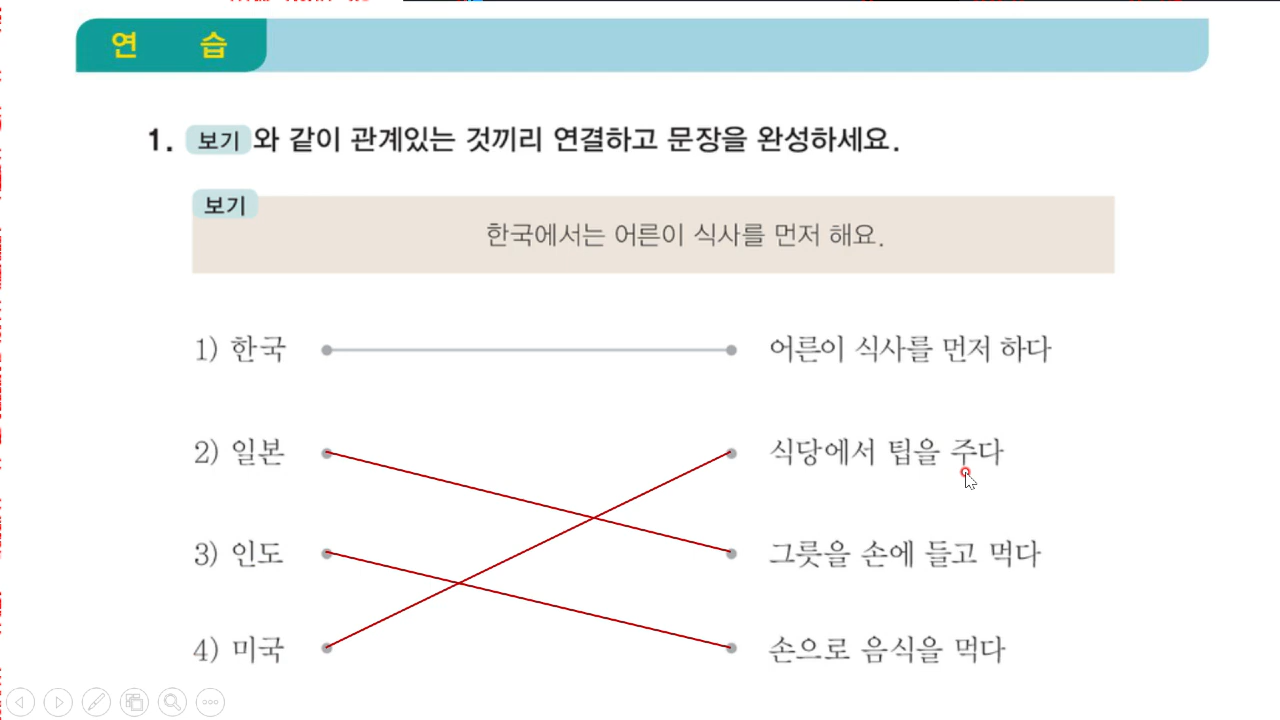 연 습
1. 보기 와 같이 관계있는 것끼리 연결하고 문장을 완성하세요.
보기
한국에서는 어른이 식사를 먼저 해요.
1) 한국 어른이 식사를 먼저 하다
2) 일본 식당에서 팁을 주다
3) 인도 그릇을 손에 들고 먹다
4) 미국 손으로 음식을 먹다